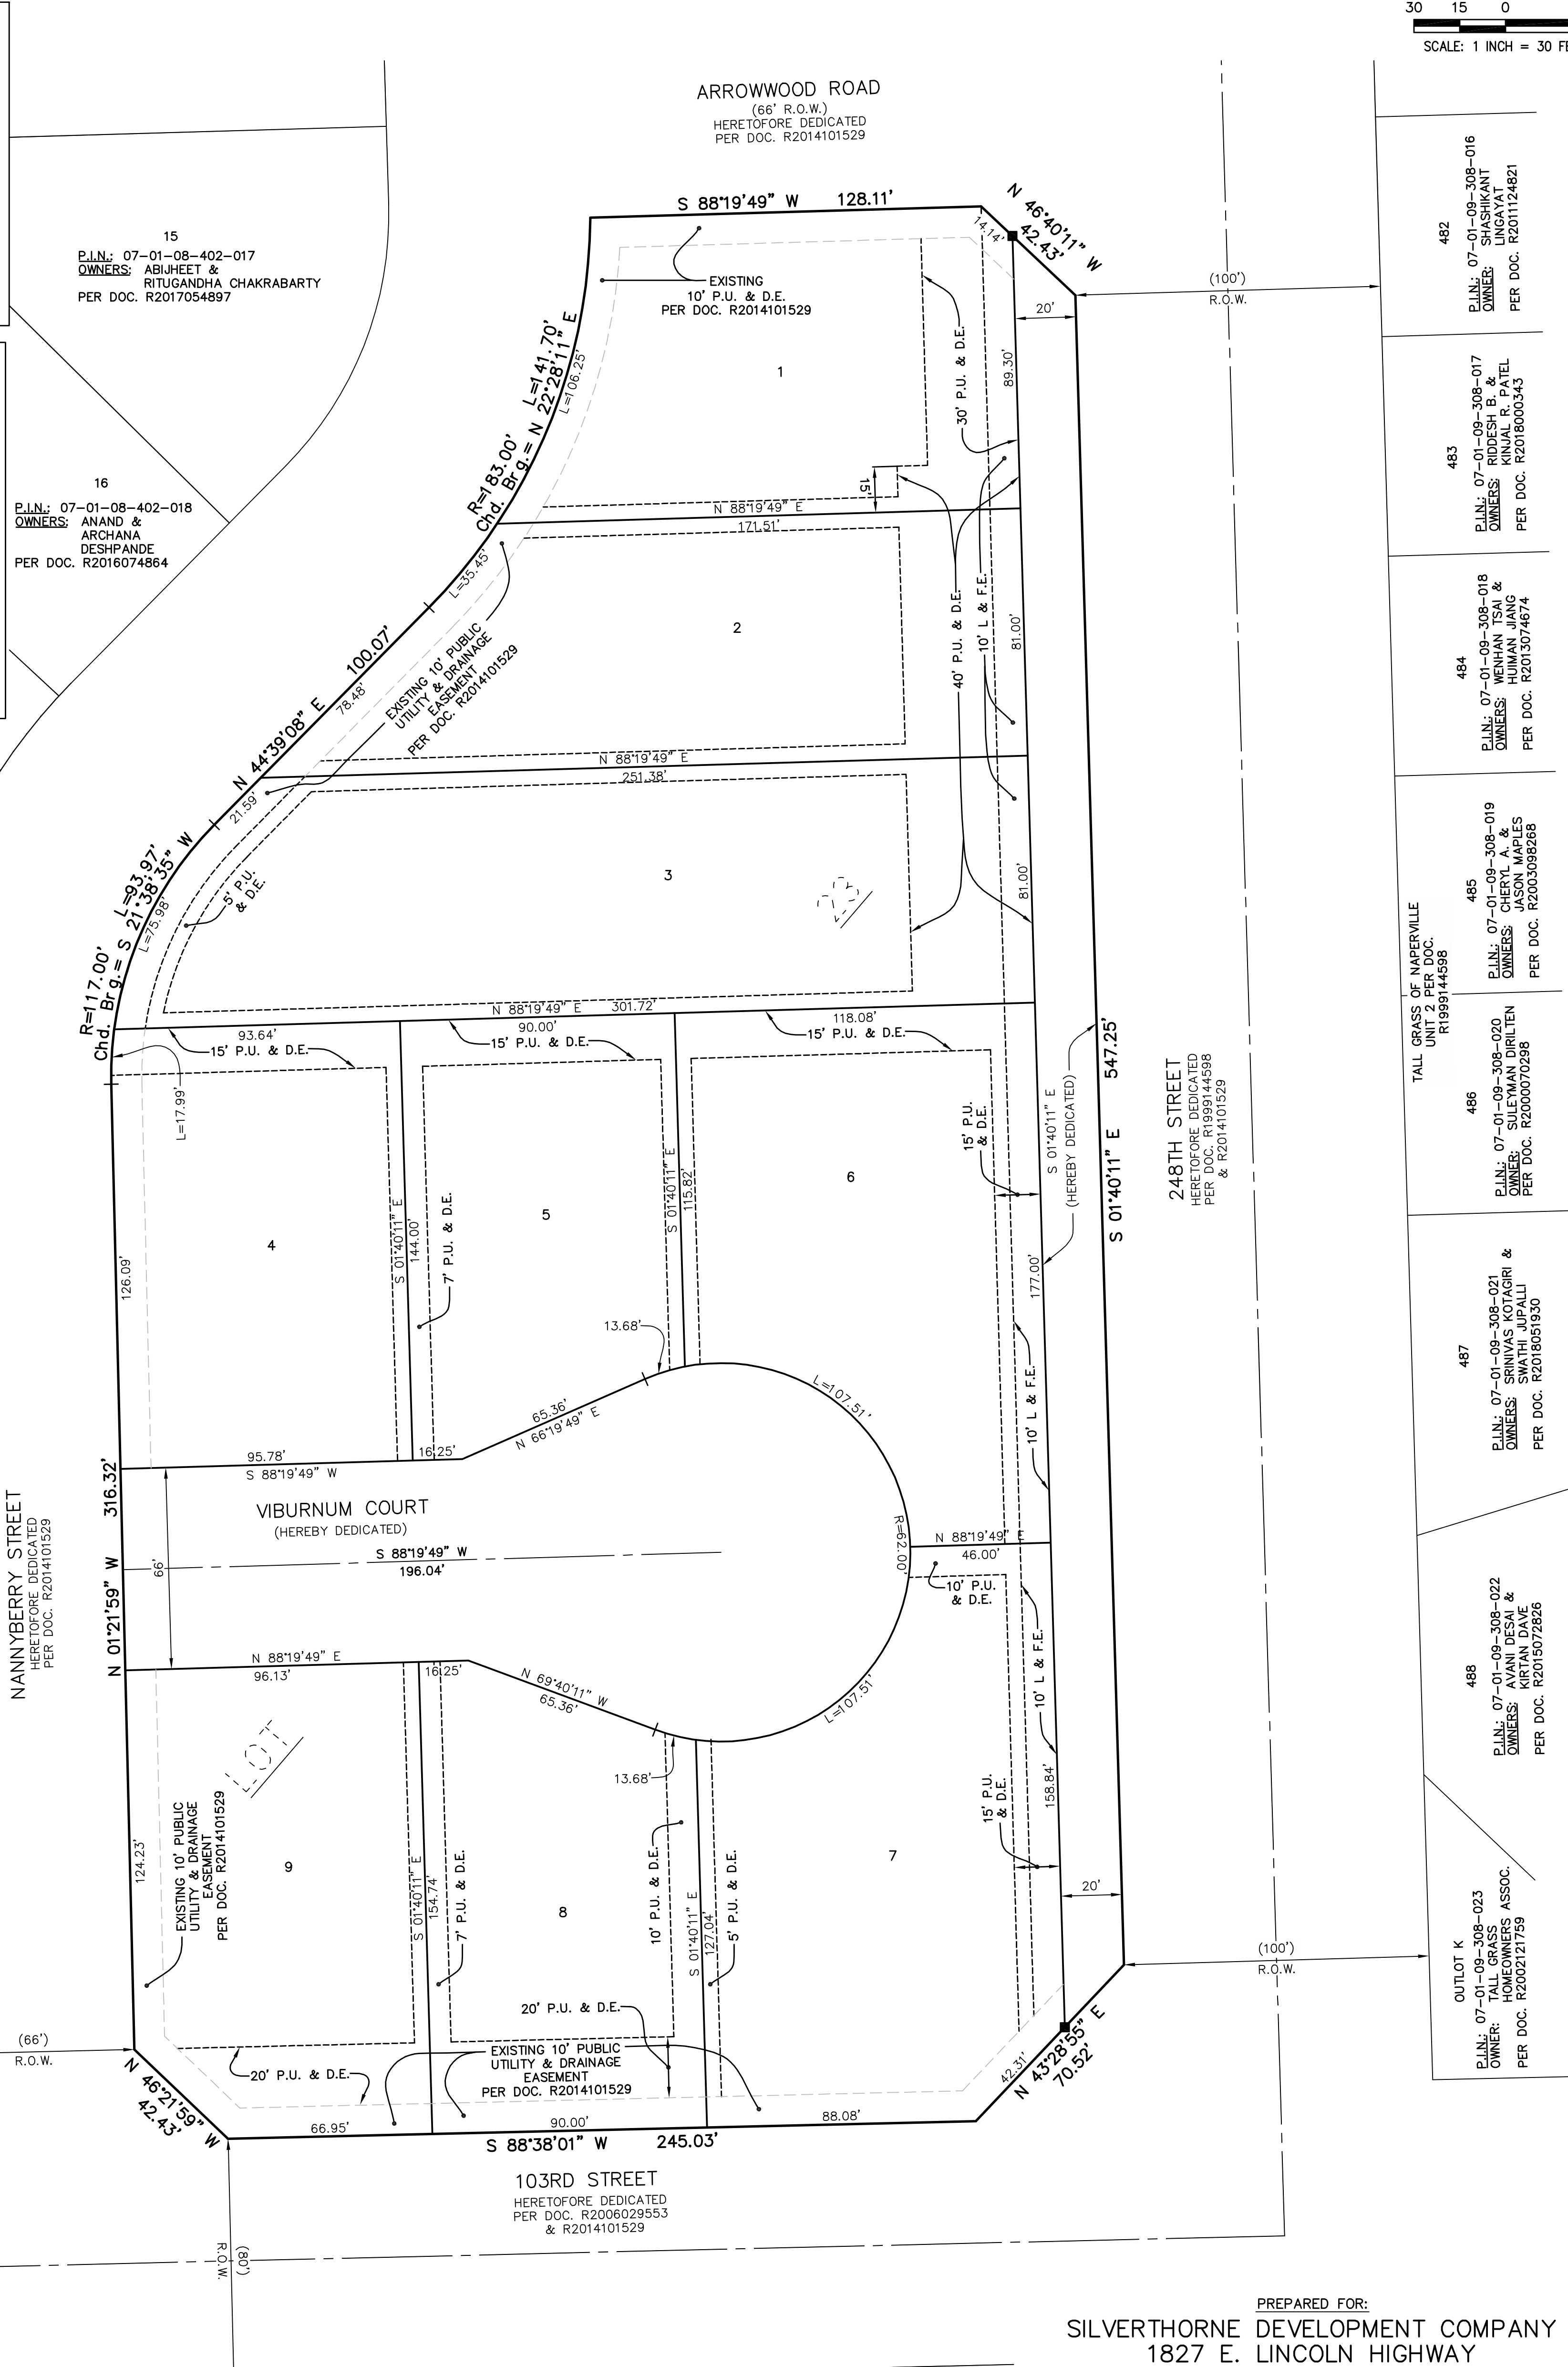 30 15 0
SCALE: 1 INCH = 30 FE
ARROWWOOD ROAD
(66' R.O.W.)
HERETOFORE DEDICATED
PER DOC. R2014101529
15
P.I.N.: 07-01-08-402-017
OWNERS: ABIJHEET &
RITUGANDHA CHAKRABARTY
PER DOC. R2017054897
16
P.I.N.: 07-01-08-402-018
OWNERS: ANAND &
ARCHANA
DESHPANDE
PER DOC. R2016074864
S 88°19'49" W 128.11'
N 46°40'11" W
42.43'
14.14'
(100')
R.O.W.
20'
EXISTING
10' P.U. & D.E.
PER DOC. R2014101529
1
30' P.U. & D.E.
89.30'
15'
R=183.00' L=141.70'
Chd. Brg.= N 22°28'11" E
L=106.25'
N 88°19'49" E
171.51'
L=35.45'
2
40' P.U. & D.E.
10' L & F.E.
81.00'
N 44°39'08" E 100.07'
78.48'
EXISTING 10' PUBLIC
UTILITY & DRAINAGE
EASEMENT
PER DOC. R2014101529
N 88°19'49" E
251.38'
21.59'
3
23
81.00'
5' P.U.
& D.E.
R=117.00' L=93.97'
Chd. Brg.= S 21°38'35" W
L=75.98'
N 88°19'49" E 301.72'
93.64'
90.00'
118.08'
15' P.U. & D.E.
15' P.U. & D.E.
15' P.U. & D.E.
L=17.99'
4
126.09'
S 01°40'11" E
144.00'
7' P.U. & D.E.
5
S 01°40'11" E
115.82'
6
15' P.U.
& D.E.
S 01°40'11" E
(HEREBY DEDICATED)
177.00'
10' L & F.E.
S 01°40'11" E 547.25'
248TH STREET
HERETOFORE DEDICATED
PER DOC. R1999144598
& R2014101529
13.68'
65.36'
N 66°19'49" E
L=107.51'
95.78'
16.25'
S 88°19'49" W
VIBURNUM COURT
(HEREBY DEDICATED)
S 88°19'49" W
196.04'
66'
R=62.00'
N 88°19'49" E
46.00'
10' P.U.
& D.E.
NANNYBERRY STREET
HERETOFORE DEDICATED
PER DOC. R2014101529
N 01°21'59" W 316.32'
N 88°19'49" E
96.13'
16.25'
N 69°40'11" W
65.36'
L=107.51'
13.68'
10' L & F.E.
158.84'
15' P.U.
& D.E.
LOT
124.23'
EXISTING 10' PUBLIC
UTILITY & DRAINAGE
EASEMENT
PER DOC. R2014101529
9
S 01°40'11" E
154.74'
7' P.U. & D.E.
8
10' P.U. & D.E.
S 01°40'11" E
127.04'
5' P.U. & D.E.
7
20'
(100')
R.O.W.
20' P.U. & D.E.
20' P.U. & D.E.
EXISTING 10' PUBLIC
UTILITY & DRAINAGE
EASEMENT
PER DOC. R2014101529
(66')
R.O.W.
N 46°21'59" W
42.43'
66.95'
90.00'
88.08'
42.31'
N 43°28'55" E
70.52'
S 88°38'01" W 245.03'
103RD STREET
HERETOFORE DEDICATED
PER DOC. R2006029553
& R2014101529
(80')
R.O.W.
482
P.I.N.: 07-01-09-308-016
OWNER: SHASHIKANT
LINGAYAT
PER DOC. R2011124821
483
P.I.N.: 07-01-09-308-017
OWNERS: RIDDESH B. &
KINJAL R. PATEL
PER DOC. R2018000343
484
P.I.N.: 07-01-09-308-018
OWNERS: WENHAN TSAI &
HUIMAN JIANG
PER DOC. R2013074674
485
P.I.N.: 07-01-09-308-019
OWNERS: CHERYL A. &
JASON MAPLES
PER DOC. R2003098268
TALL GRASS OF NAPERVILLE
UNIT 2 PER DOC.
R1999144598
486
P.I.N.: 07-01-09-308-020
OWNER: SULEYMAN DIRILTEN
PER DOC. R2000070298
487
P.I.N.: 07-01-09-308-021
OWNERS: SRINIVAS KOTAGIRI &
SWATHI JUPALLI
PER DOC. R2018051930
488
P.I.N.: 07-01-09-308-022
OWNERS: AVANI DESAI &
KIRTAN DAVE
PER DOC. R2015072826
OUTLOT K
P.I.N.: 07-01-09-308-023
OWNER: TALL GRASS
HOMEOWNERS ASSOC.
PER DOC. R2002121759
PREPARED FOR:
SILVERTHORNE DEVELOPMENT COMPANY
1827 E. LINCOLN HIGHWAY